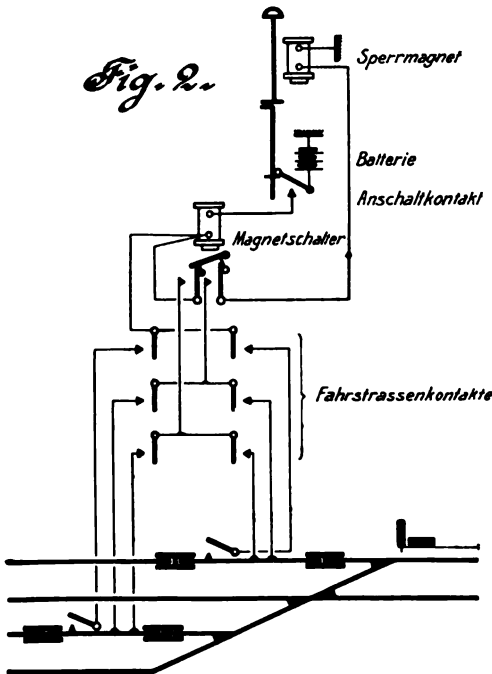 Fig. 2.
Sperrmagnet
Batterie
Anschaltkontakt
Magnetschalter
Fahrstrassenkontakte